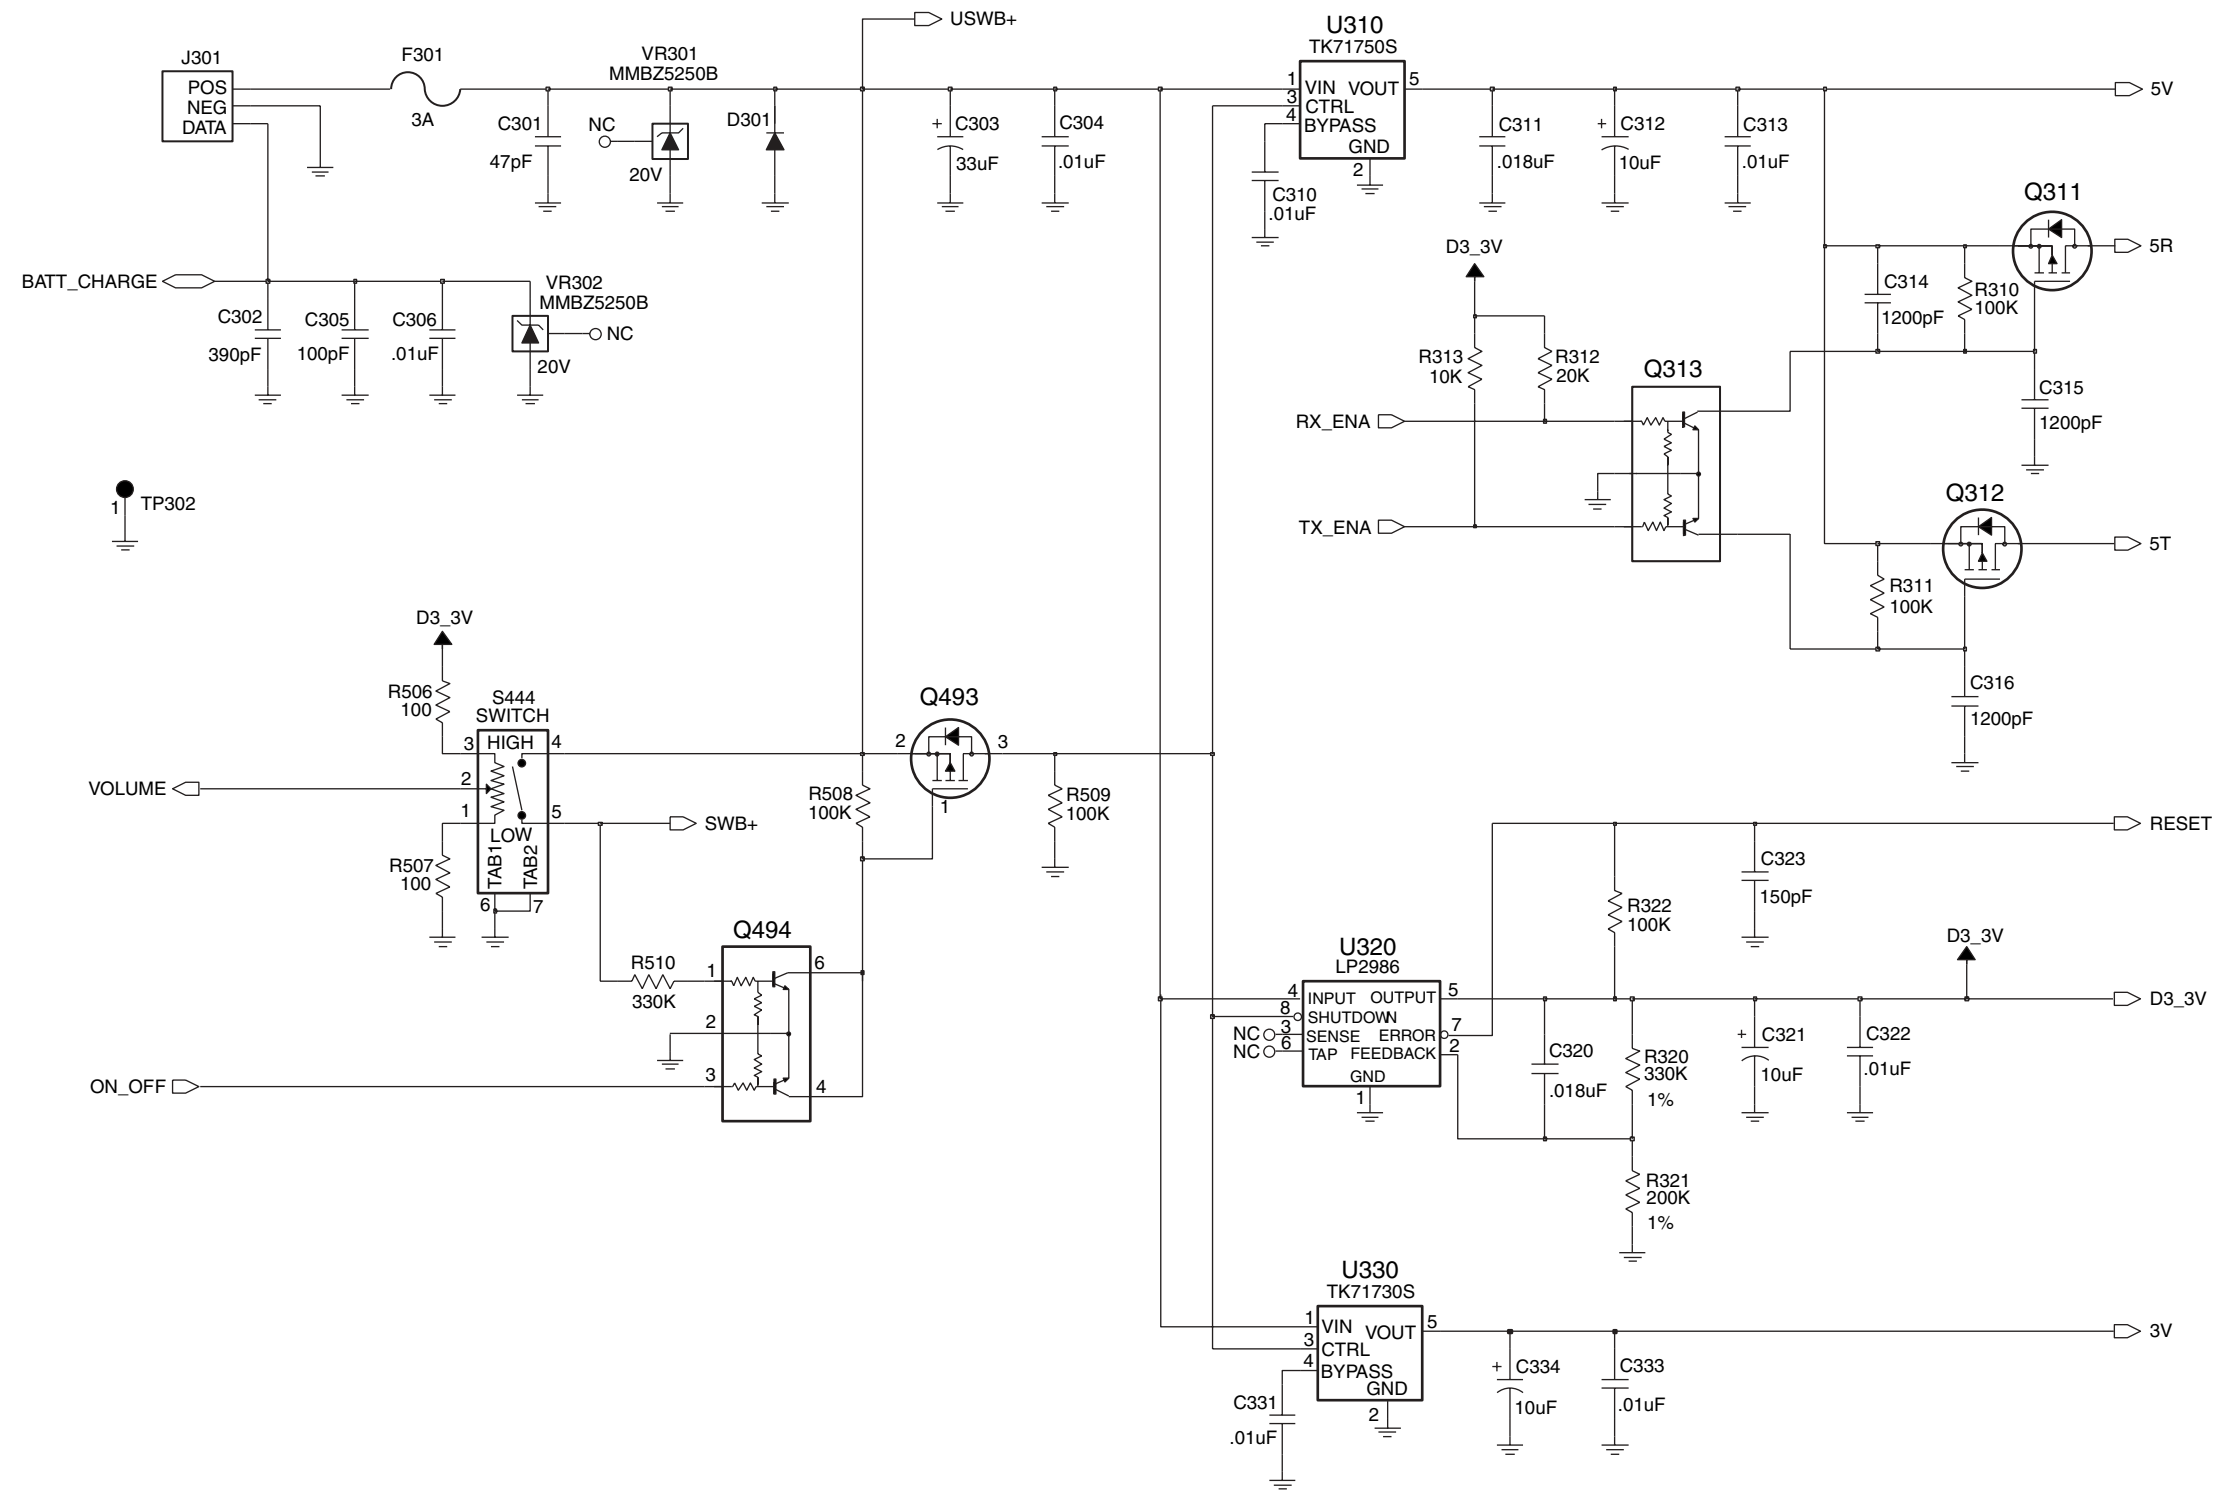 USWB+
J301
POS
NEG
DATA
F301
3A
VR301
MMBZ5250B
C301
47pF
NC
20V
D301
+ C303
33uF
C304
.01uF
U310
TK71750S
1 VIN VOUT 5
3 CTRL
4 BYPASS
GND
2
C310
.01uF
C311
.018uF
+ C312
10uF
C313
.01uF
5V
Q311
5R
C314
1200pF
R310
100K
C315
1200pF
BATT_CHARGE
C302
390pF
C305
100pF
C306
.01uF
VR302
MMBZ5250B
NC
20V
D3_3V
R313
10K
R312
20K
Q313
RX_ENA
TX_ENA
Q312
5T
R311
100K
C316
1200pF
1 TP302
D3_3V
R506
100
S444
SWITCH
3 HIGH 4
2
1 LOW 5
TAB1
TAB2
6 7
VOLUME
R507
100
SWB+
Q493
2 3
1
R508
100K
R509
100K
Q494
R510
330K
1 6
2
3 4
ON_OFF
RESET
C323
150pF
R322
100K
U320
LP2986
4 INPUT OUTPUT 5
8 SHUTDOWN
NC 3 SENSE ERROR 7
NC 6 TAP FEEDBACK 2
GND
1
D3_3V
D3_3V
C320
.018uF
R320
330K
1%
+ C321
10uF
C322
.01uF
R321
200K
1%
U330
TK71730S
1 VIN VOUT 5
3 CTRL
4 BYPASS
GND
2
C331
.01uF
+ C334
10uF
C333
.01uF
3V